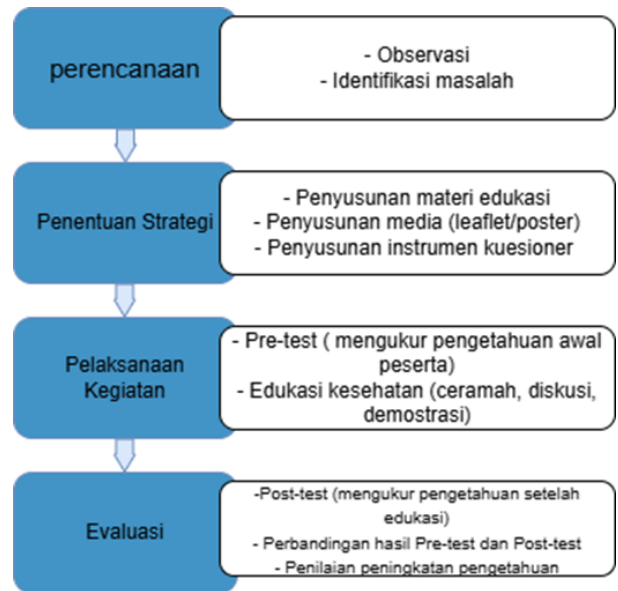 perencanaan
- Observasi
- Identifikasi masalah
Penentuan Strategi
- Penyusunan materi edukasi
- Penyusunan media (leaflet/poster)
- Penyusunan instrumen kuesioner
Pelaksanaan
Kegiatan
- Pre-test ( mengukur pengetahuan awal
peserta)
- Edukasi kesehatan (ceramah, diskusi,
demostrasi)
Evaluasi
-Post-test (mengukur pengetahuan setelah
edukasi)
- Perbandingan hasil Pre-test dan Post-test
- Penilaian peningkatan pengetahuan